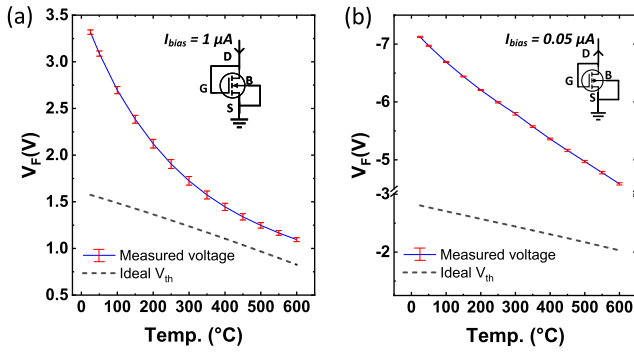 (a)
I_bias = 1 μA
D
G
B
S
3.5
3.0
2.5
2.0
1.5
1.0
0.5
V_F(V)
Measured voltage
Ideal V_th
0 100 200 300 400 500 600
Temp. (°C)
(b)
I_bias = 0.05 μA
D
G
B
S
-7
-6
-5
-3
-2
V_F(V)
Measured voltage
Ideal V_th
0 100 200 300 400 500 600
Temp. (°C)